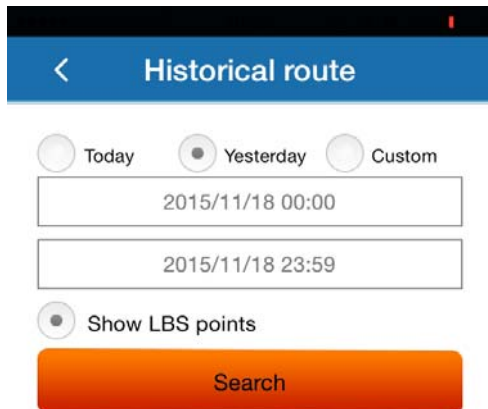 Historical route
Today Yesterday Custom
2015/11/18 00:00
2015/11/18 23:59
Show LBS points
Search